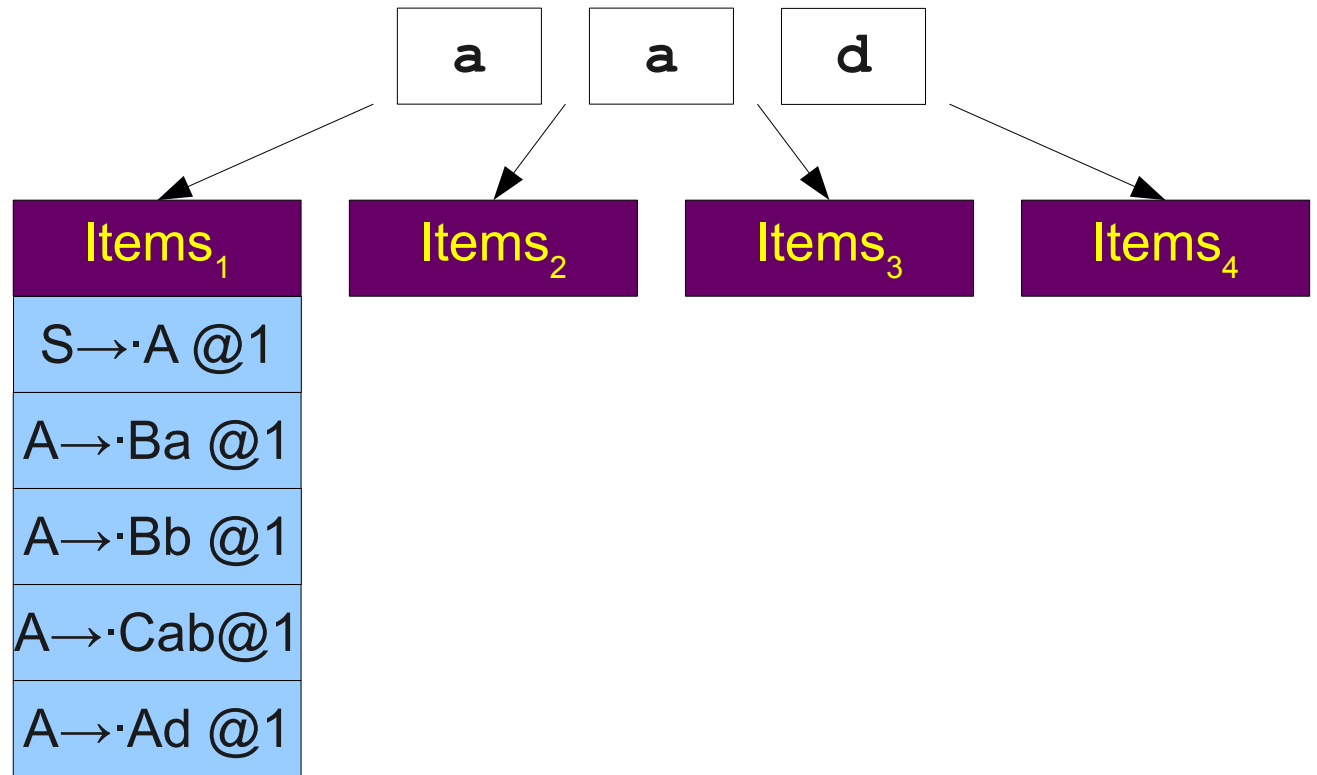 a a d
Items₁ Items₂ Items₃ Items₄
S→·A @1
A→·Ba @1
A→·Bb @1
A→·Cab@1
A→·Ad @1